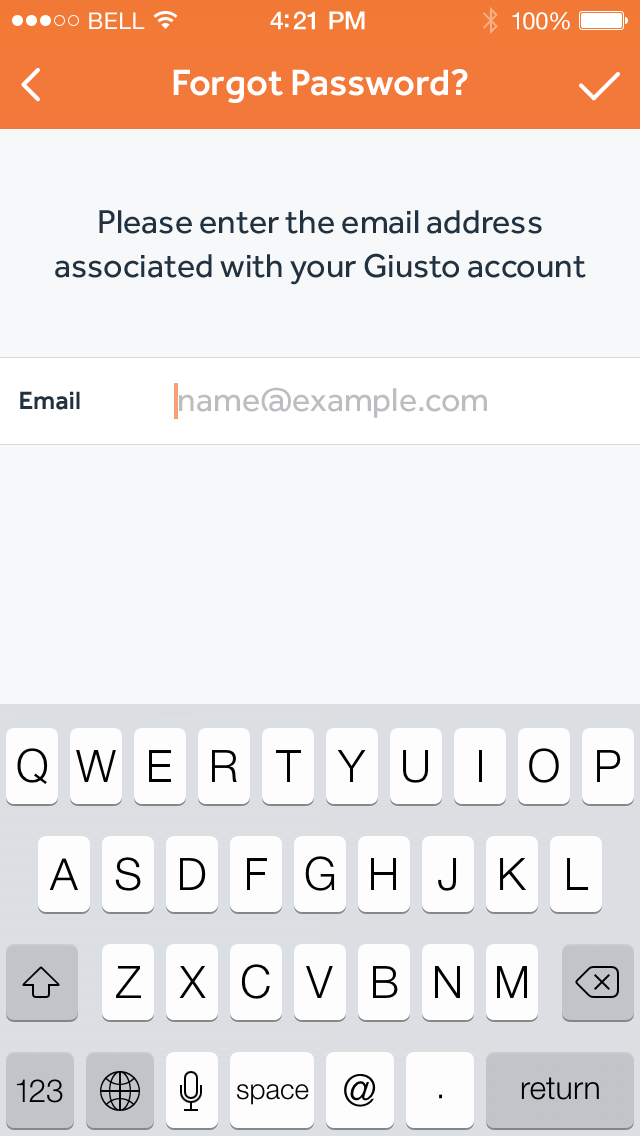 BELL 4:21 PM 100%
Forgot Password?
Please enter the email address
associated with your Giusto account
Email name@example.com
Q W E R T Y U I O P
A S D F G H J K L
Z X C V B N M
123 space @ . return